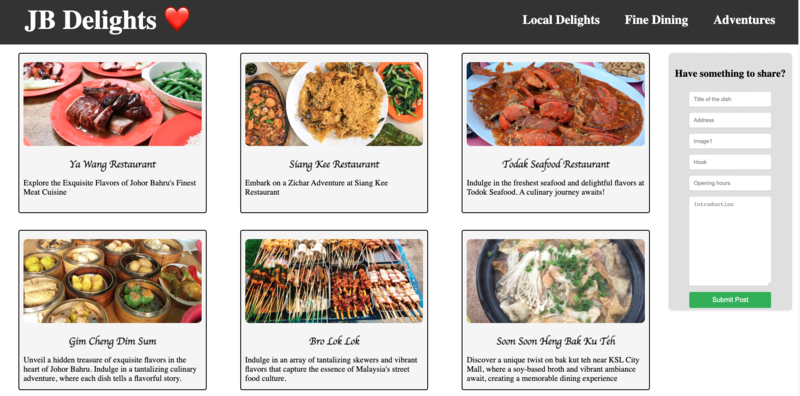 JB Delights ❤️
Local Delights
Fine Dining
Adventures
Ya Wang Restaurant
Explore the Exquisite Flavors of Johor Bahru's Finest
Meat Cuisine
Siang Kee Restaurant
Embark on a Zichar Adventure at Siang Kee
Restaurant
Todak Seafood Restaurant
Indulge in the freshest seafood and delightful flavors at
Todok Seafood. A culinary journey awaits!
Gim Cheng Dim Sum
Unveil a hidden treasure of exquisite flavors in the
heart of Johor Bahru. Indulge in a tantalizing culinary
adventure, where each dish tells a flavorful story.
Bro Lok Lok
Indulge in an array of tantalizing skewers and vibrant
flavors that capture the essence of Malaysia's street
food culture.
Soon Soon Heng Bak Ku Teh
Discover a unique twist on bak kut teh near KSL City
Mall, where a soy-based broth and vibrant ambiance
await, creating a memorable dining experience
Have something to share?
Title of the dish
Address
Image1
Hook
Opening hours
Introduction
Submit Post